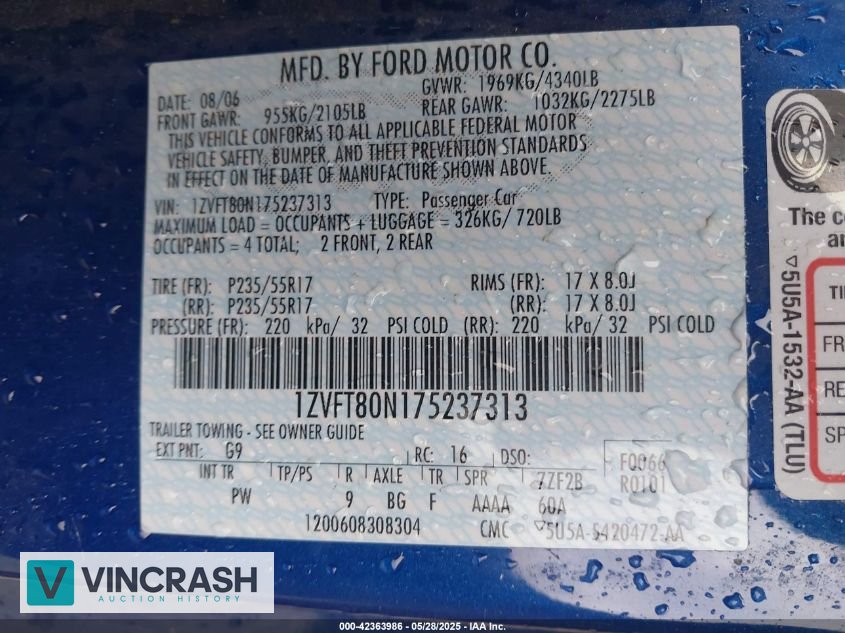 MFD. BY FORD MOTOR CO.
DATE: 08/06 GVWR: 1969KG/4340LB
FRONT GAWR: 955KG/2105LB REAR GAWR: 1032KG/2275LB
THIS VEHICLE CONFORMS TO ALL APPLICABLE FEDERAL MOTOR
VEHICLE SAFETY, BUMPER, AND THEFT PREVENTION STANDARDS
IN EFFECT ON THE DATE OF MANUFACTURE SHOWN ABOVE.
VIN: 1ZVFT80N175237313 TYPE: Passenger Car
MAXIMUM LOAD = OCCUPANTS + LUGGAGE = 326KG/ 720LB
OCCUPANTS = 4 TOTAL; 2 FRONT, 2 REAR
TIRE (FR): P235/55R17 RIMS (FR): 17 X 8.0J
(RR): P235/55R17 (RR): 17 X 8.0J
PRESSURE (FR): 220 kPa/ 32 PSI COLD (RR): 220 kPa/ 32 PSI COLD
1ZVFT80N175237313
TRAILER TOWING - SEE OWNER GUIDE
EXT PNT: G9 RC: 16 DSO: F0066
INT TR TP/PS R AXLE TR SPR 7ZF2B R0101
PW 9 BG F AAAA 60A
1200608308304 CMC ▽5U5A-5420472-AA
The co
an
▽5U5A-1532-AA (TLU)
TI
FR
RE
SP
VINCRASH
AUCTION HISTORY
000-42363986 - 05/28/2025 - IAA Inc.